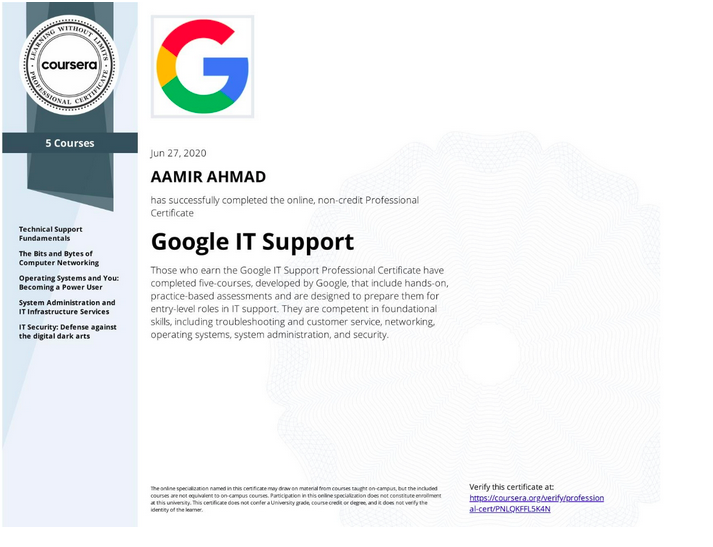 LEARNING WITHOUT LIMITS
coursera
PROFESSIONAL CERTIFICATE
5 Courses
Technical Support
Fundamentals
The Bits and Bytes of
Computer Networking
Operating Systems and You:
Becoming a Power User
System Administration and
IT Infrastructure Services
IT Security: Defense against
the digital dark arts
G
Jun 27, 2020
AAMIR AHMAD
has successfully completed the online, non-credit Professional
Certificate
Google IT Support
Those who earn the Google IT Support Professional Certificate have
completed five-courses, developed by Google, that include hands-on,
practice-based assessments and are designed to prepare them for
entry-level roles in IT support. They are competent in foundational
skills, including troubleshooting and customer service, networking,
operating systems, system administration, and security.
The online specialization named in this certificate may draw on material from courses taught on-campus, but the included
courses are not equivalent to on-campus courses. Participation in this online specialization does not constitute enrollment
at this university. This certificate does not confer a University grade, course credit or degree, and it does not verify the
identity of the learner.
Verify this certificate at:
https://coursera.org/verify/profession
al-cert/PNLQKFFL5K4N